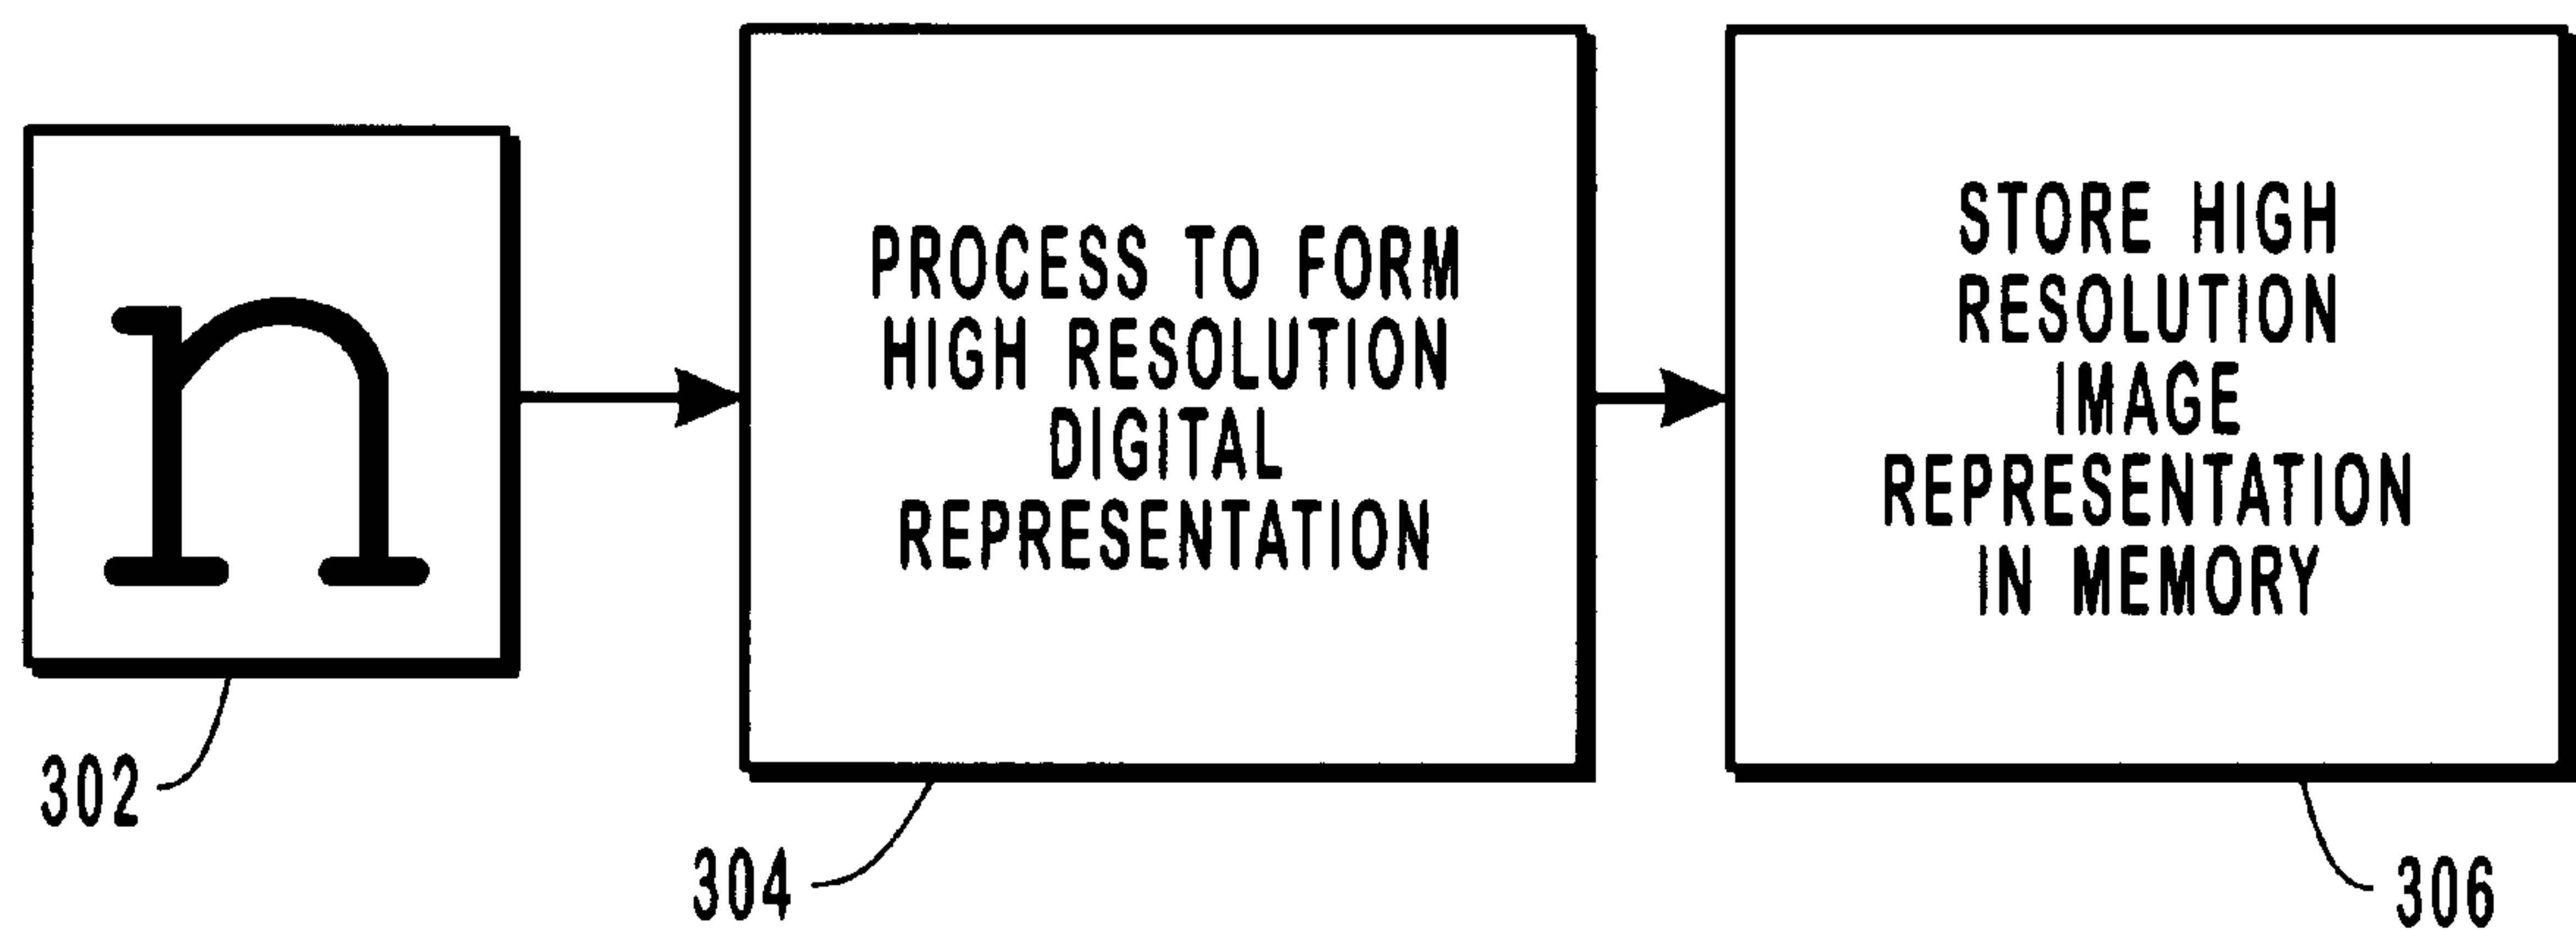 n
PROCESS TO FORM
HIGH RESOLUTION
DIGITAL
REPRESENTATION
STORE HIGH
RESOLUTION
IMAGE
REPRESENTATION
IN MEMORY
302
304
306